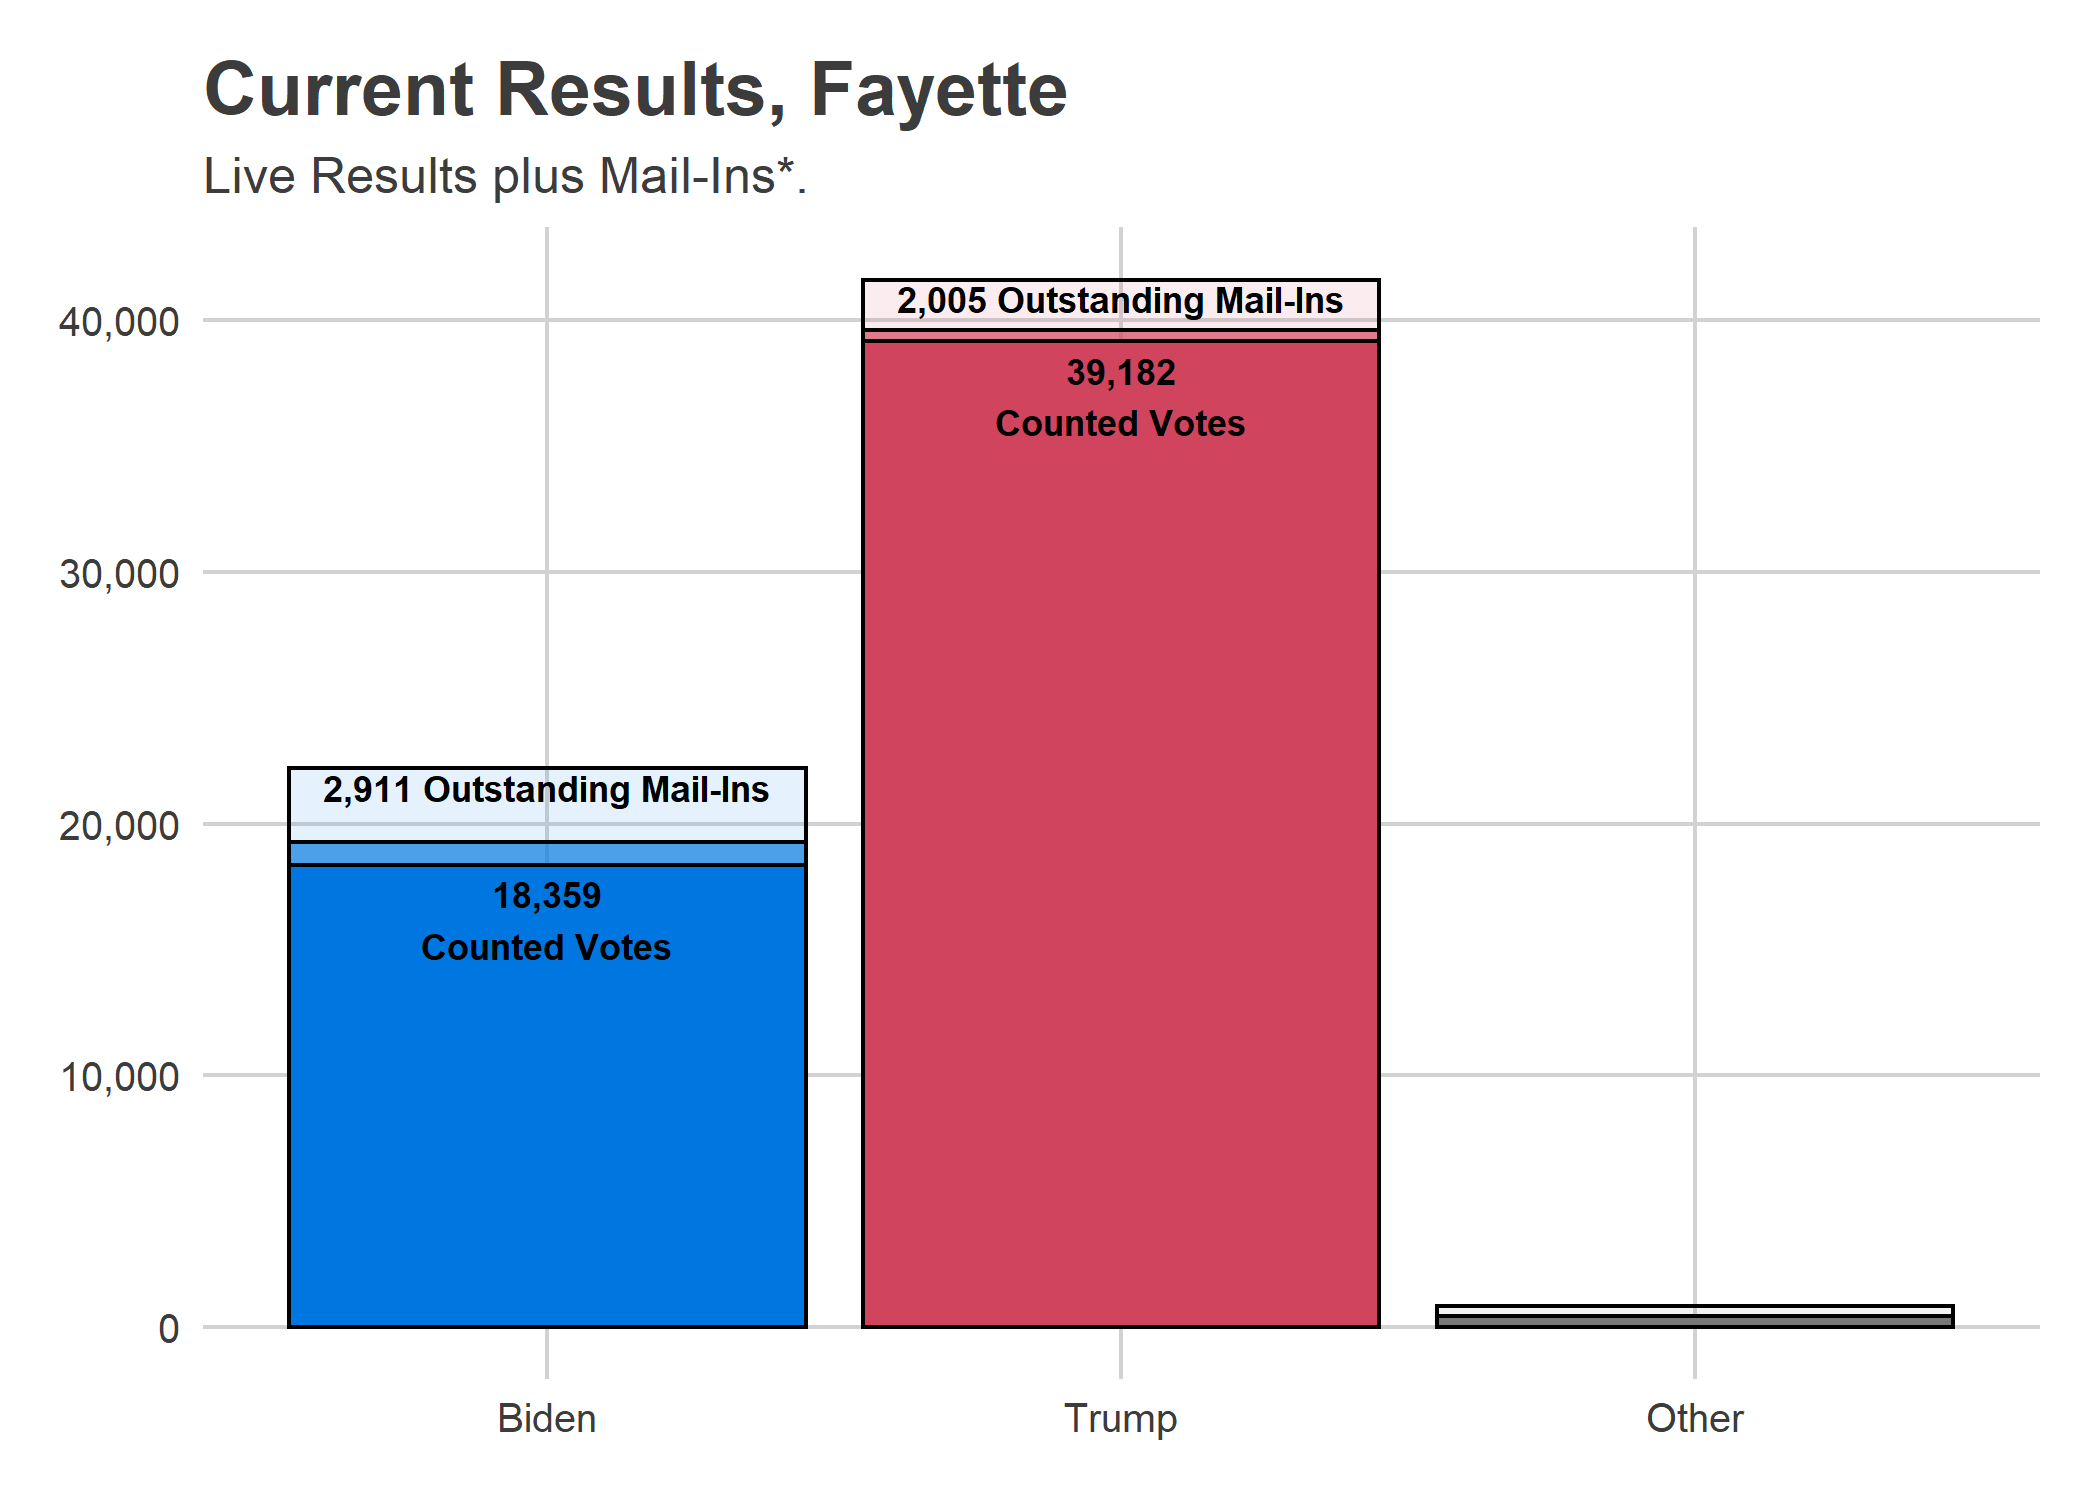 Current Results, Fayette
Live Results plus Mail-Ins*.
40,000
30,000
20,000
10,000
0
2,911 Outstanding Mail-Ins
18,359
Counted Votes
2,005 Outstanding Mail-Ins
39,182
Counted Votes
Biden
Trump
Other